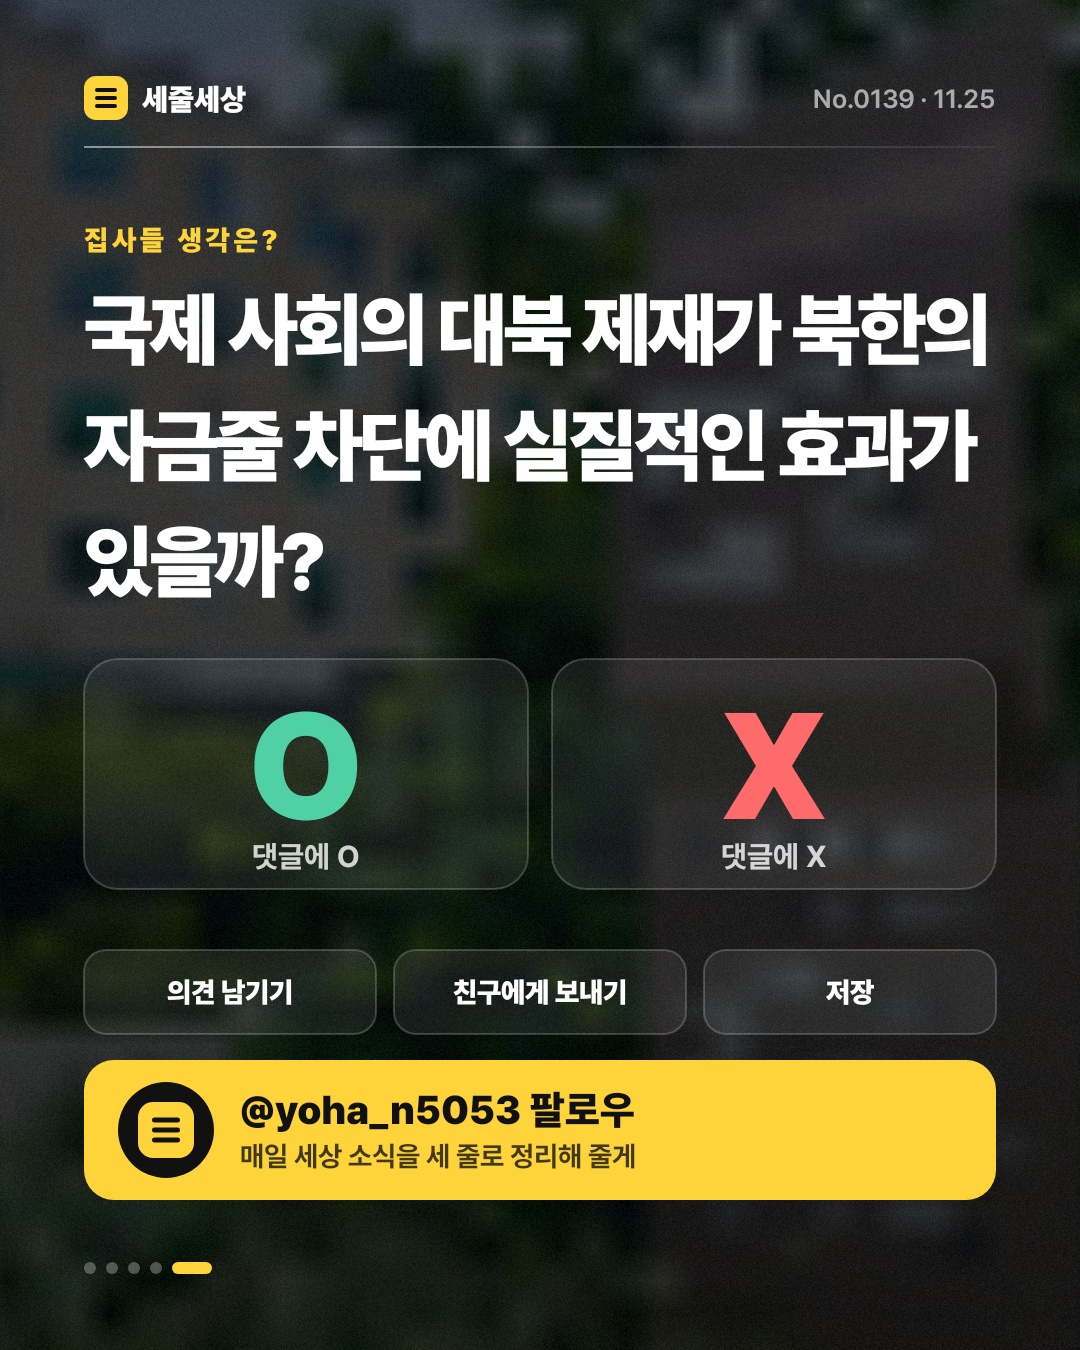 세줄세상
No.0139 · 11.25
집사들 생각은?
국제 사회의 대북 제재가 북한의
자금줄 차단에 실질적인 효과가
있을까?
O
댓글에 O
X
댓글에 X
의견 남기기
친구에게 보내기
저장
@yoha_n5053 팔로우
매일 세상 소식을 세 줄로 정리해 줄게